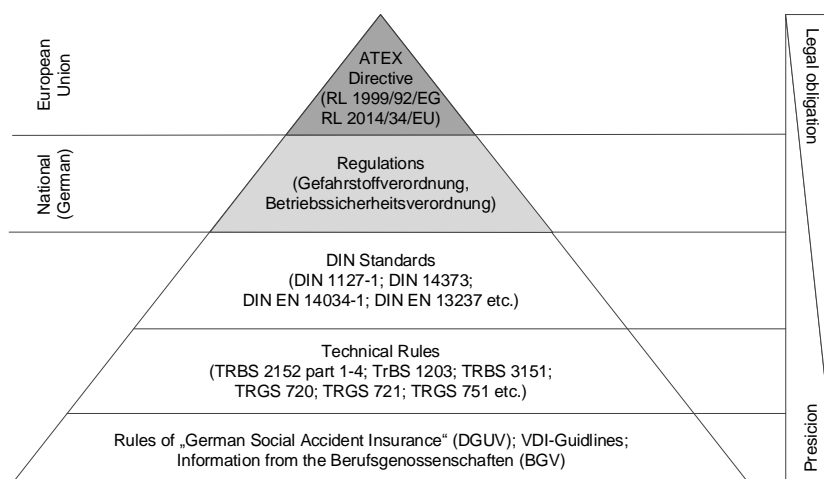 European
Union
ATEX
Directive
(RL 1999/92/EG
RL 2014/34/EU)
Legal obligation
National
(German)
Regulations
(Gefahrstoffverordnung,
Betriebssicherheitsverordnung)
DIN Standards
(DIN 1127-1; DIN 14373;
DIN EN 14034-1; DIN EN 13237 etc.)
Technical Rules
(TRBS 2152 part 1-4; TrBS 1203; TRBS 3151;
TRGS 720; TRGS 721; TRGS 751 etc.)
Rules of „German Social Accident Insurance“ (DGUV); VDI-Guidlines;
Information from the Berufsgenossenschaften (BGV)
Presicion